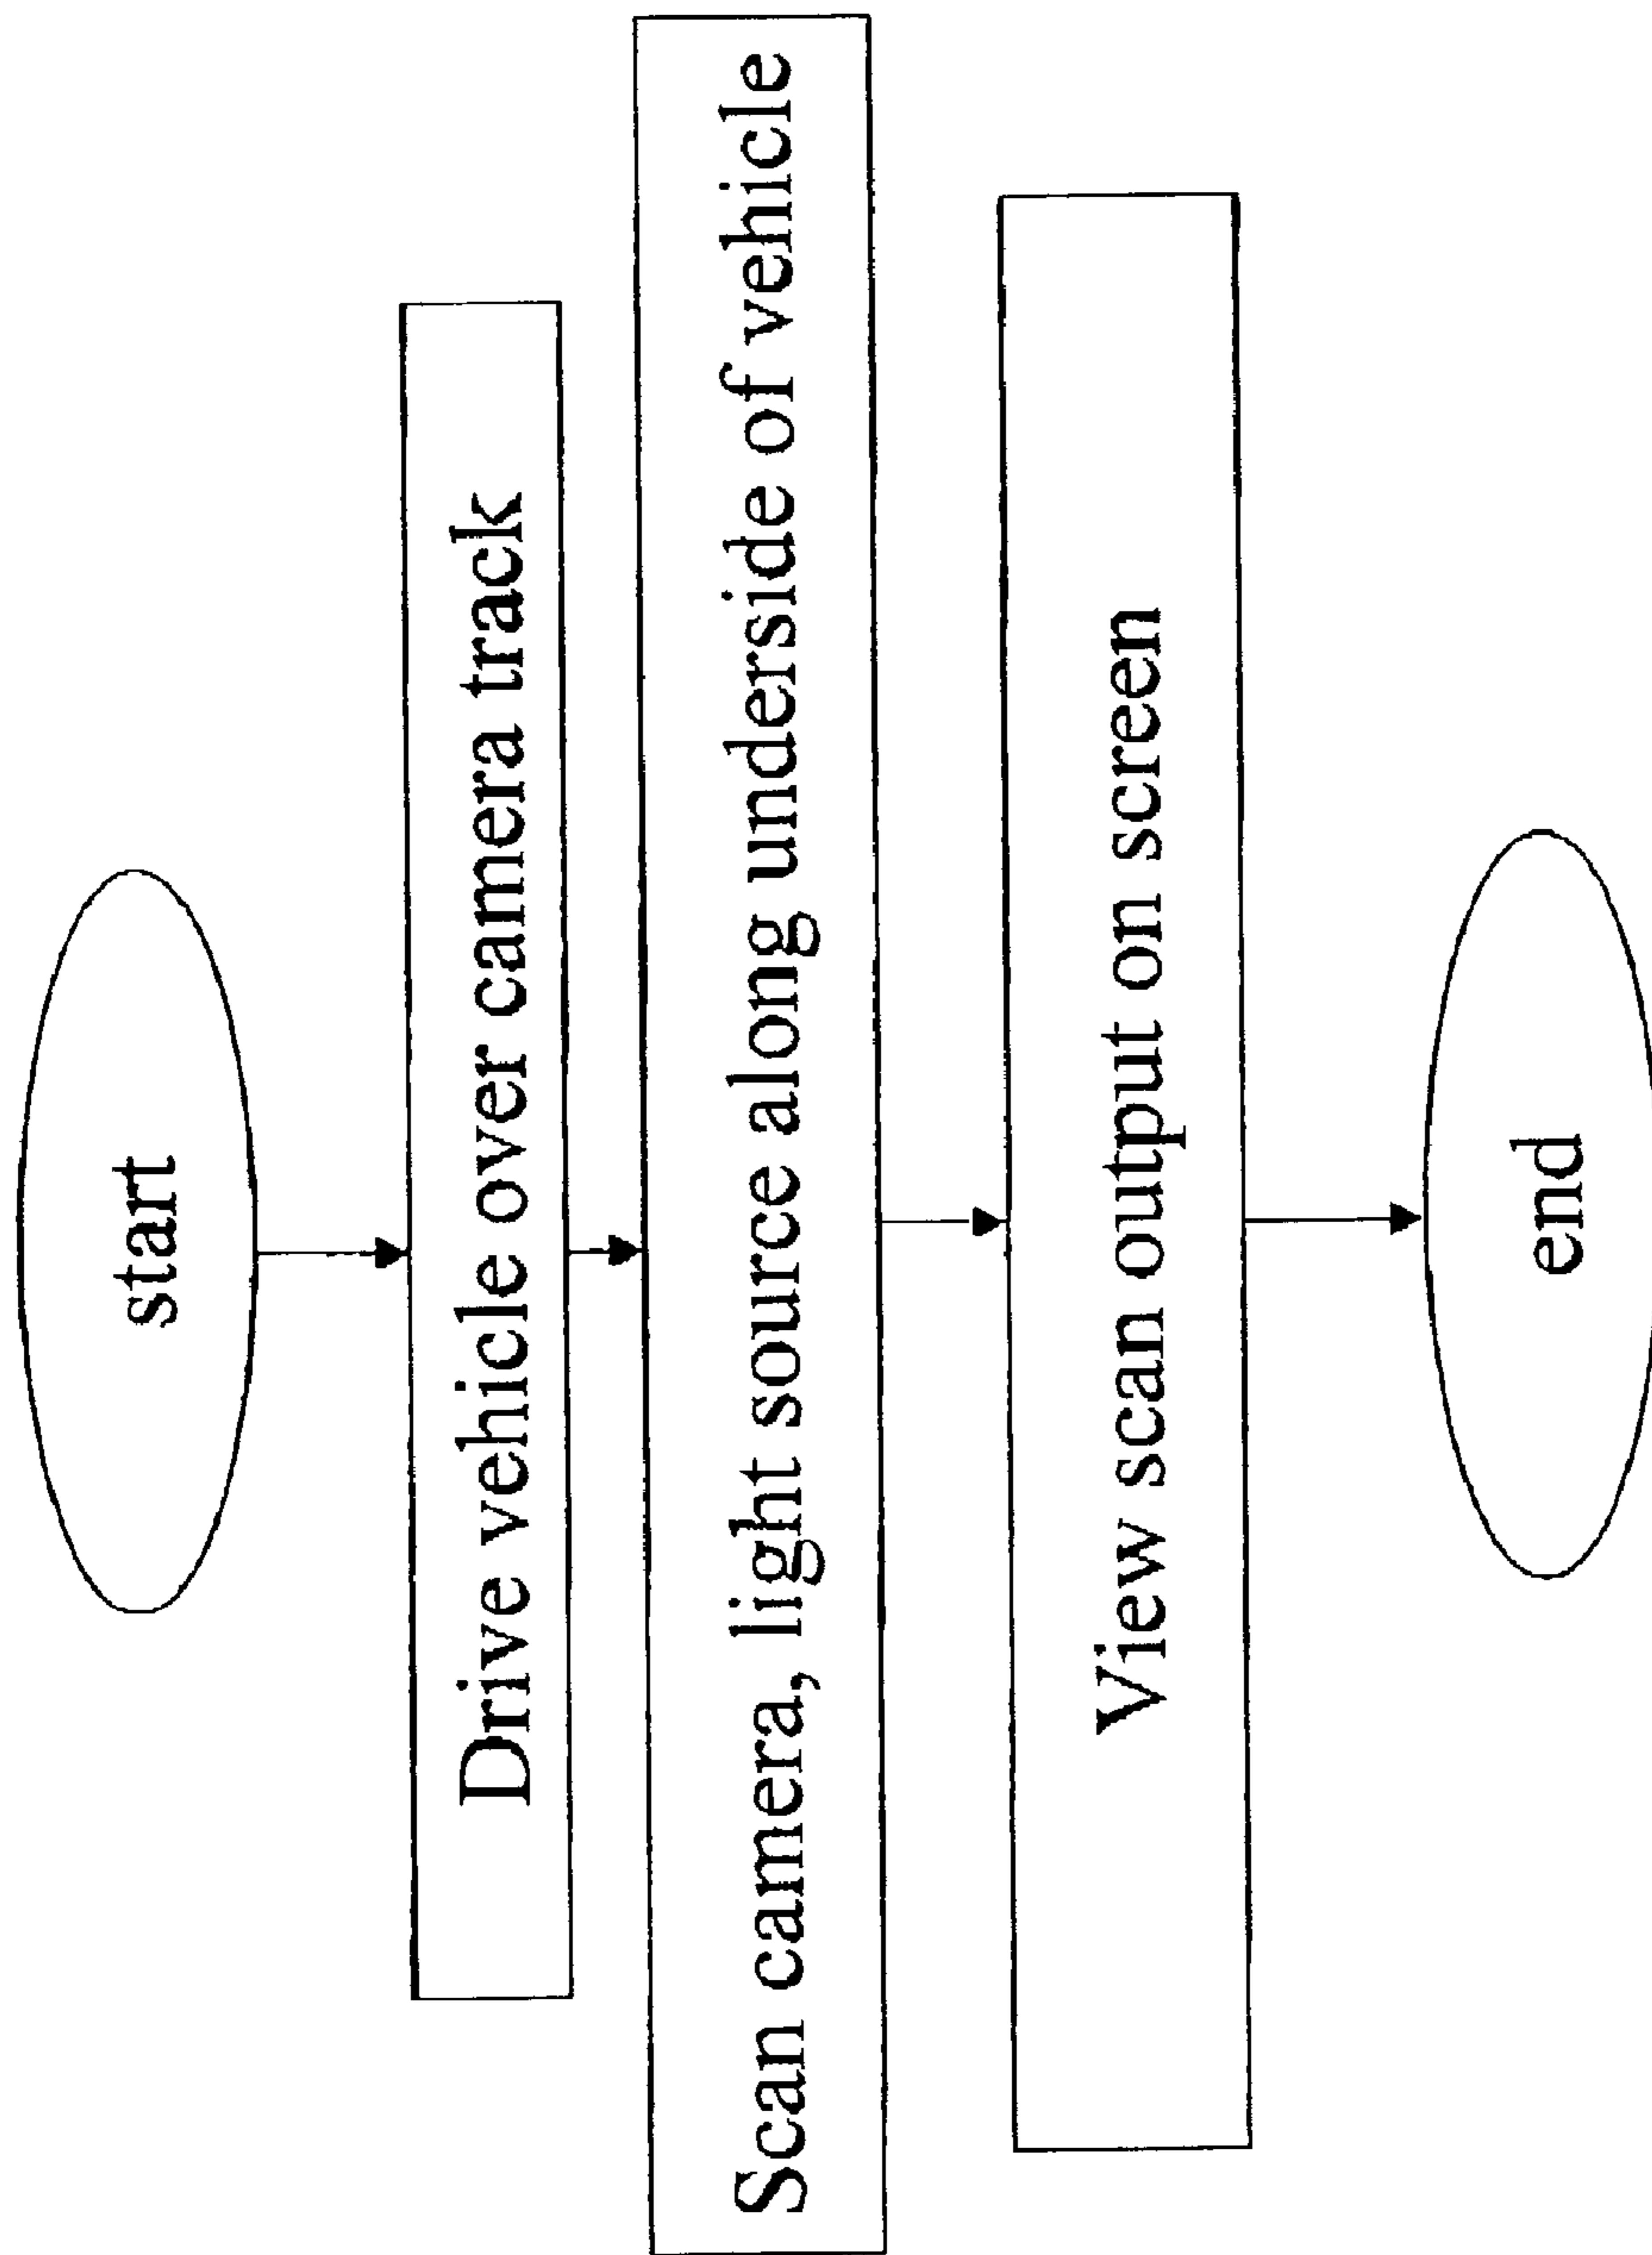 start
Drive vehicle over camera track
Scan camera, light source along underside of vehicle
View scan output on screen
end